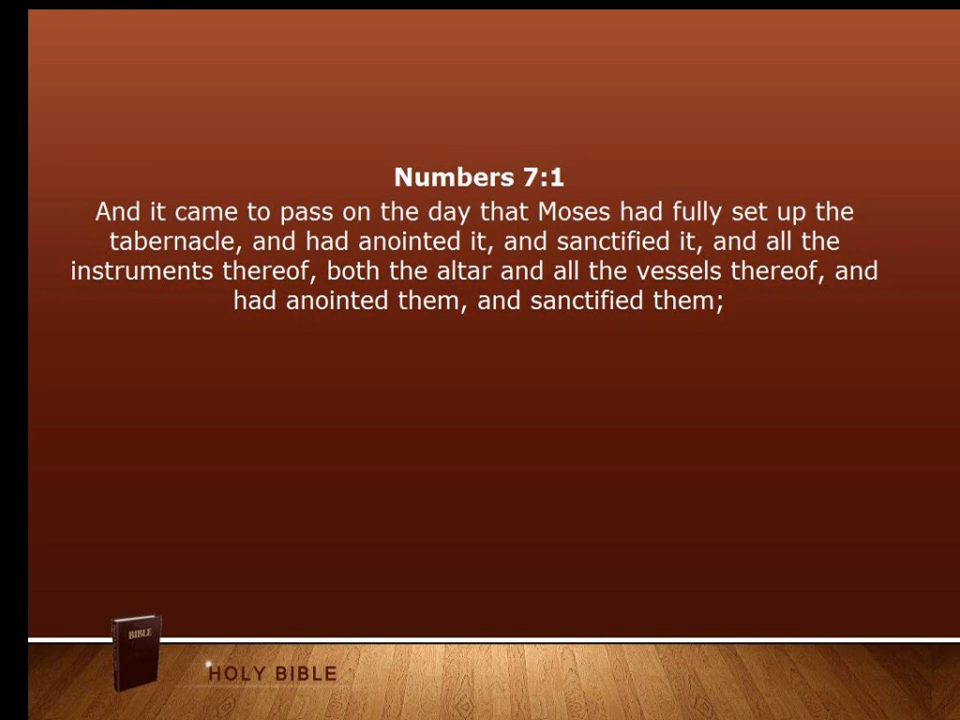 Numbers 7:1
And it came to pass on the day that Moses had fully set up the
tabernacle, and had anointed it, and sanctified it, and all the
instruments thereof, both the altar and all the vessels thereof, and
had anointed them, and sanctified them;
BIBLE
HOLY BIBLE